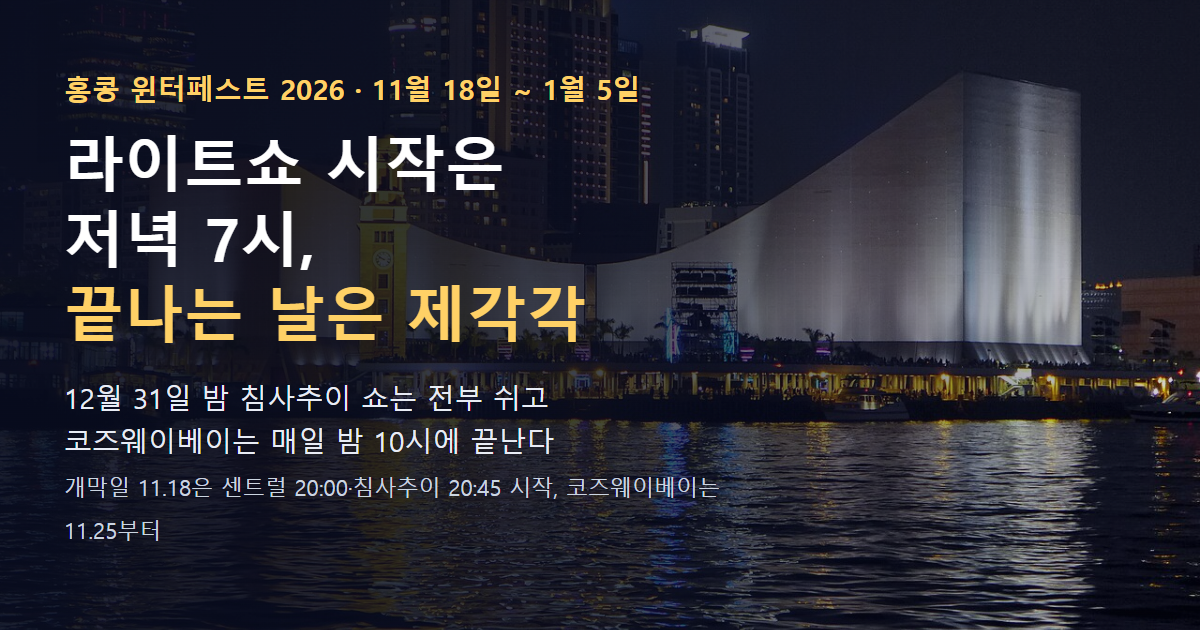 홍콩 윈터페스트 2026 · 11월 18일 ~ 1월 5일
라이트쇼 시작은
저녁 7시,
끝나는 날은 제각각
12월 31일 밤 침사추이 쇼는 전부 쉬고
코즈웨이베이는 매일 밤 10시에 끝난다
개막일 11.18은 센트럴 20:00·침사추이 20:45 시작, 코즈웨이베이는
11.25부터